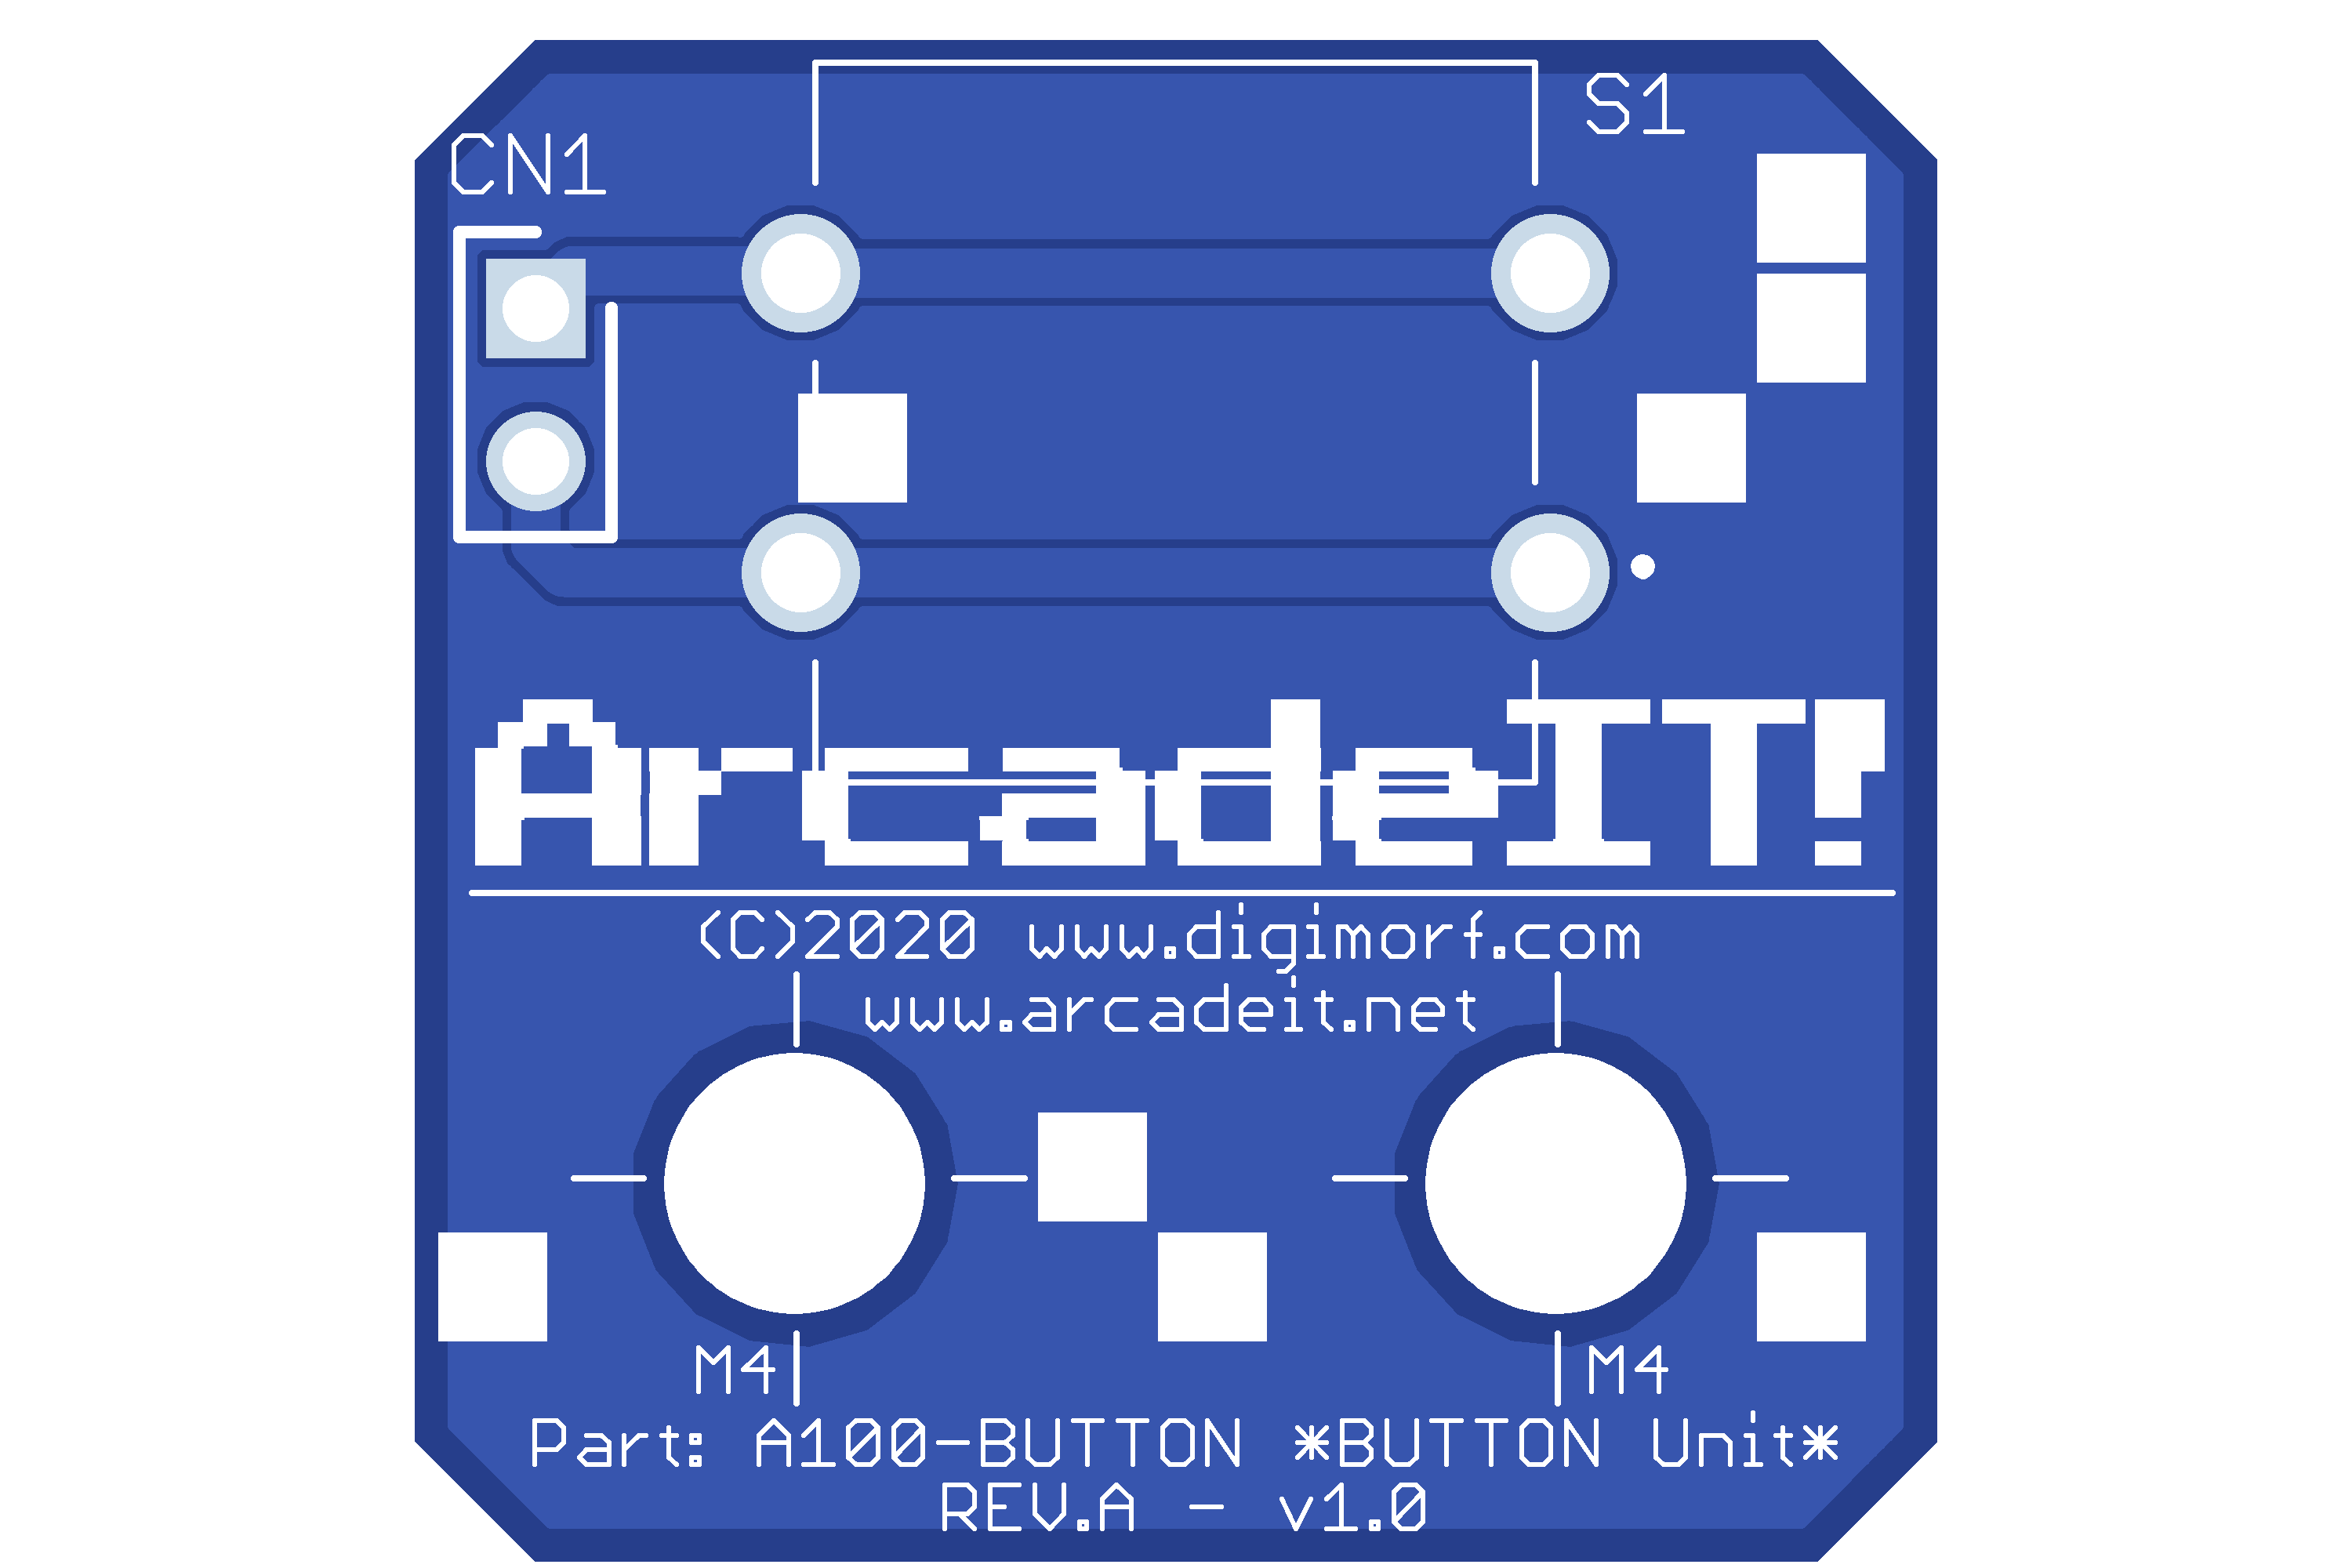 S1
CN1
ArcadeIT!
(C)2020 www.digimorf.com
www.arcadeit.net
M4 M4
Part: A100-BUTTON *BUTTON Unit*
REV.A - v1.0